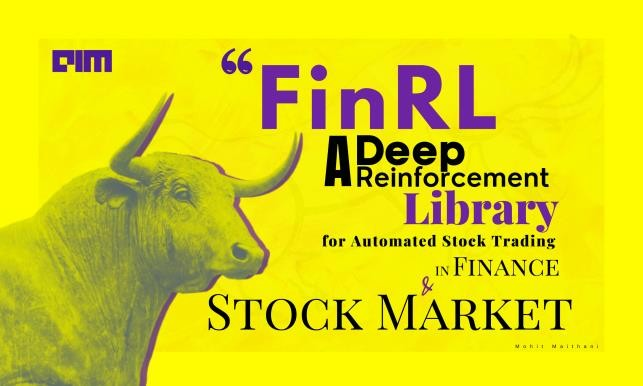 AIM
“FinRL
A Deep
Reinforcement
Library
for Automated Stock Trading
IN FINANCE
&
STOCK MARKET
Mohit Maithani